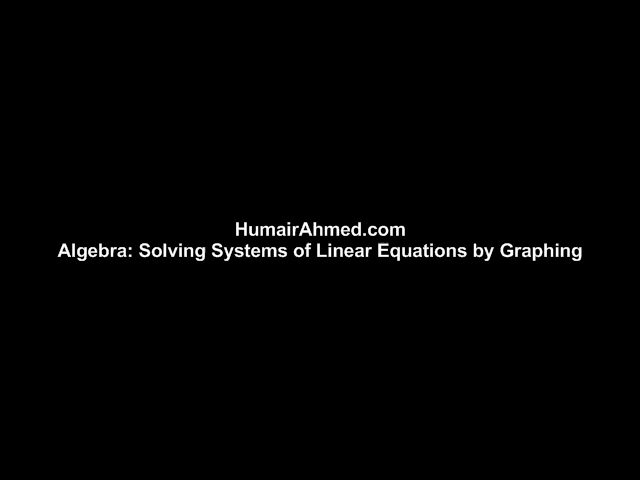 HumairAhmed.com
Algebra: Solving Systems of Linear Equations by Graphing